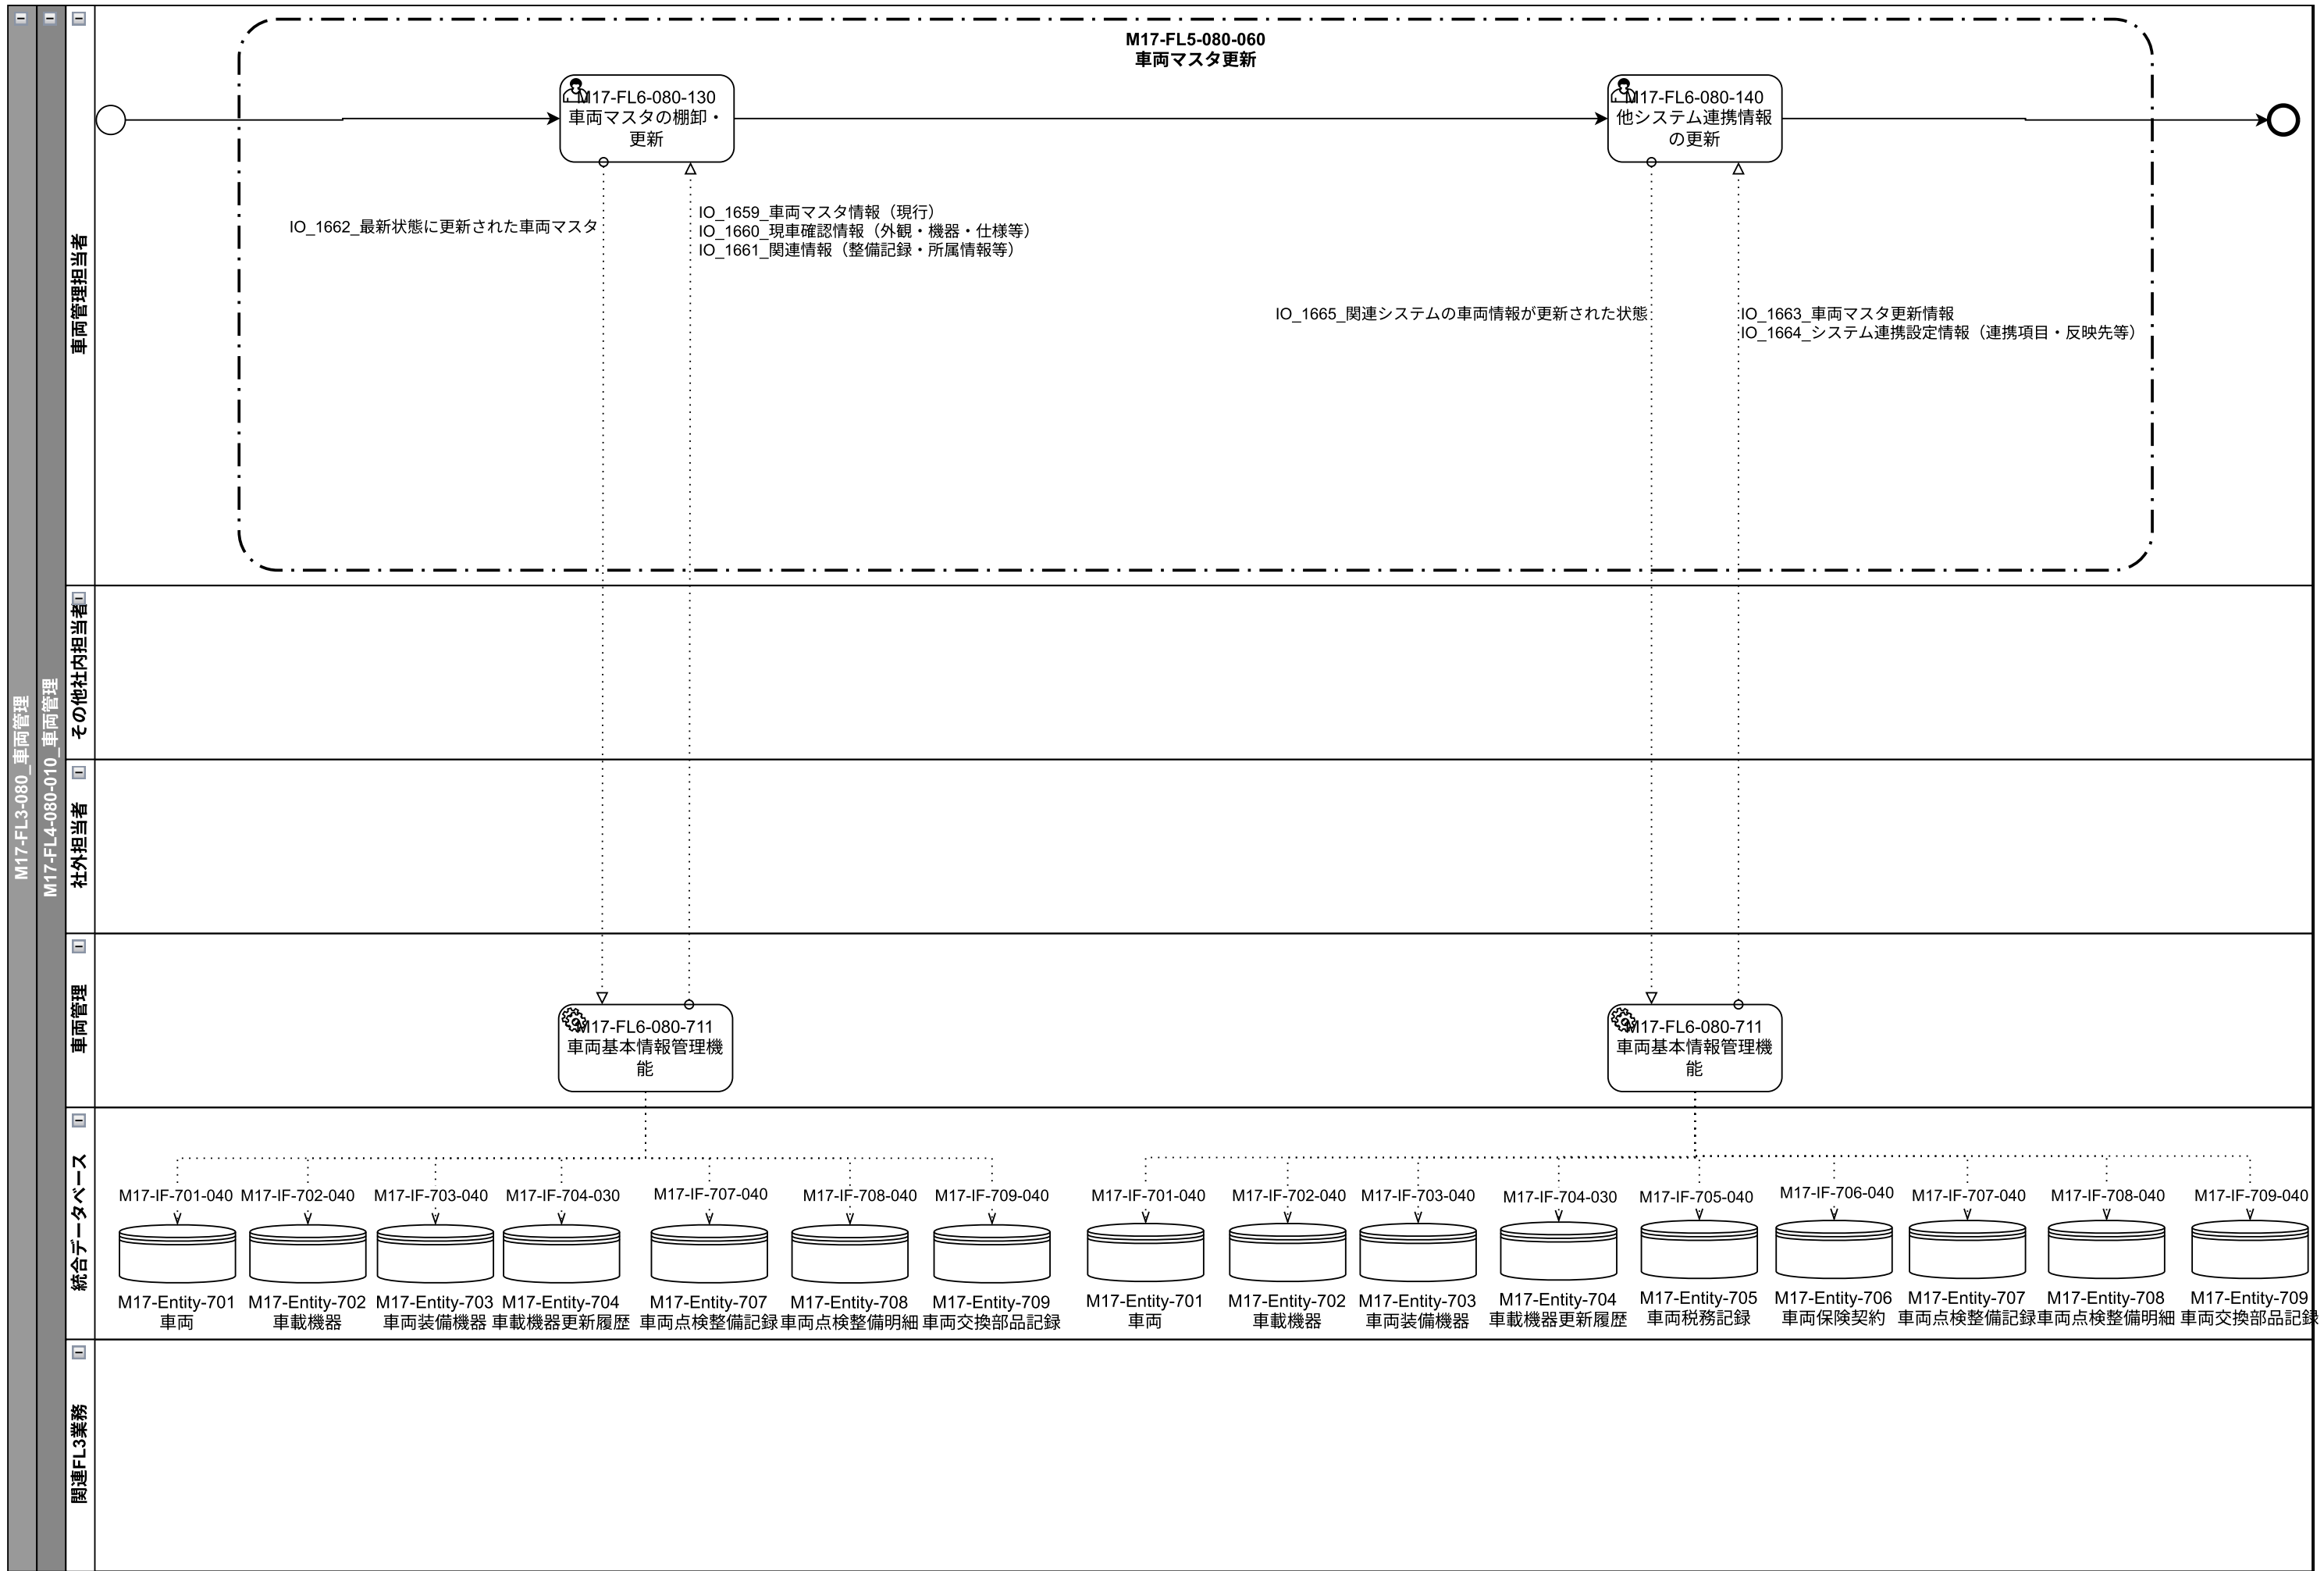 M17-FL3-080_車両管理
M17-FL4-080-010_車両管理
車両管理担当者
M17-FL5-080-060
車両マスタ更新
M17-FL6-080-130
車両マスタの棚卸・
更新
M17-FL6-080-140
他システム連携情報
の更新
IO_1662_最新状態に更新された車両マスタ
IO_1659_車両マスタ情報（現行）
IO_1660_現車確認情報（外観・機器・仕様等）
IO_1661_関連情報（整備記録・所属情報等）
IO_1665_関連システムの車両情報が更新された状態
IO_1663_車両マスタ更新情報
IO_1664_システム連携設定情報（連携項目・反映先等）
その他社内担当者
社外担当者
車両管理
M17-FL6-080-711
車両基本情報管理機
能
M17-FL6-080-711
車両基本情報管理機
能
統合データベース
M17-IF-701-040
M17-IF-702-040
M17-IF-703-040
M17-IF-704-030
M17-IF-707-040
M17-IF-708-040
M17-IF-709-040
M17-IF-701-040
M17-IF-702-040
M17-IF-703-040
M17-IF-704-030
M17-IF-705-040
M17-IF-706-040
M17-IF-707-040
M17-IF-708-040
M17-IF-709-040
M17-Entity-701
車両
M17-Entity-702
車載機器
M17-Entity-703
車両装備機器
M17-Entity-704
車載機器更新履歴
M17-Entity-707
車両点検整備記録
M17-Entity-708
車両点検整備明細
M17-Entity-709
車両交換部品記録
M17-Entity-701
車両
M17-Entity-702
車載機器
M17-Entity-703
車両装備機器
M17-Entity-704
車載機器更新履歴
M17-Entity-705
車両税務記録
M17-Entity-706
車両保険契約
M17-Entity-707
車両点検整備記録
M17-Entity-708
車両点検整備明細
M17-Entity-709
車両交換部品記録
関連FL3業務